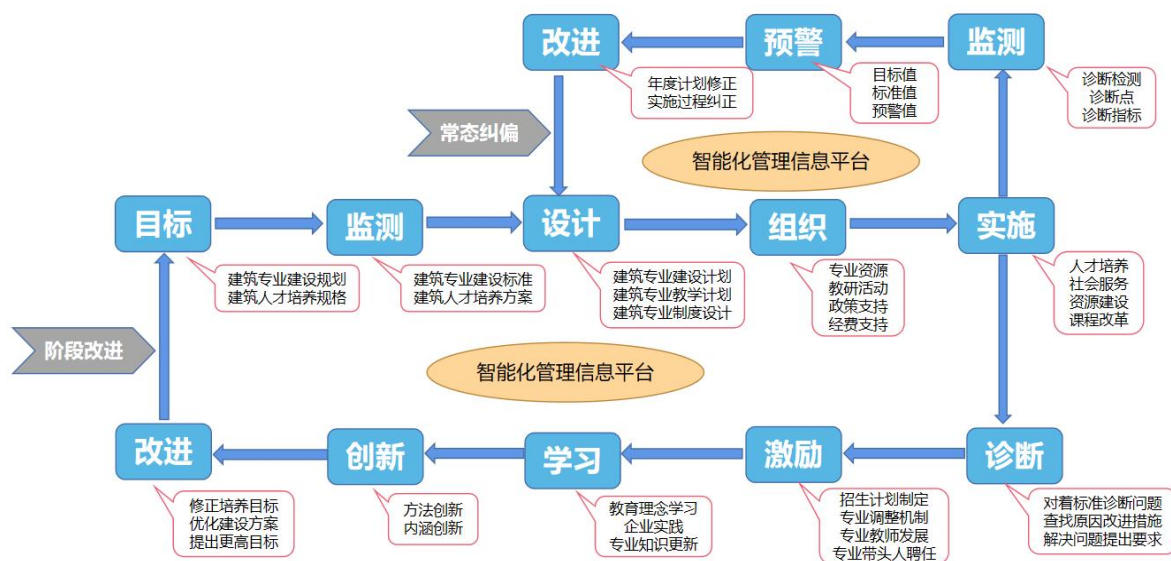 改进
预警
监测
年度计划修正
实施过程纠正
目标值
标准值
预警值
诊断检测
诊断点
诊断指标
常态纠偏
智能化管理信息平台
目标
监测
设计
组织
实施
建筑专业建设规划
建筑人才培养规格
建筑专业建设标准
建筑人才培养方案
建筑专业建设计划
建筑专业教学计划
建筑专业制度设计
专业资源
教研活动
政策支持
经费支持
人才培养
社会服务
资源建设
课程改革
阶段改进
智能化管理信息平台
改进
创新
学习
激励
诊断
修正培养目标
优化建设方案
提出更高目标
方法创新
内涵创新
教育理念学习
企业实践
专业知识更新
招生计划制定
专业调整机制
专业教师发展
专业带头人聘任
对着标准诊断问题
查找原因改进措施
解决问题提出要求